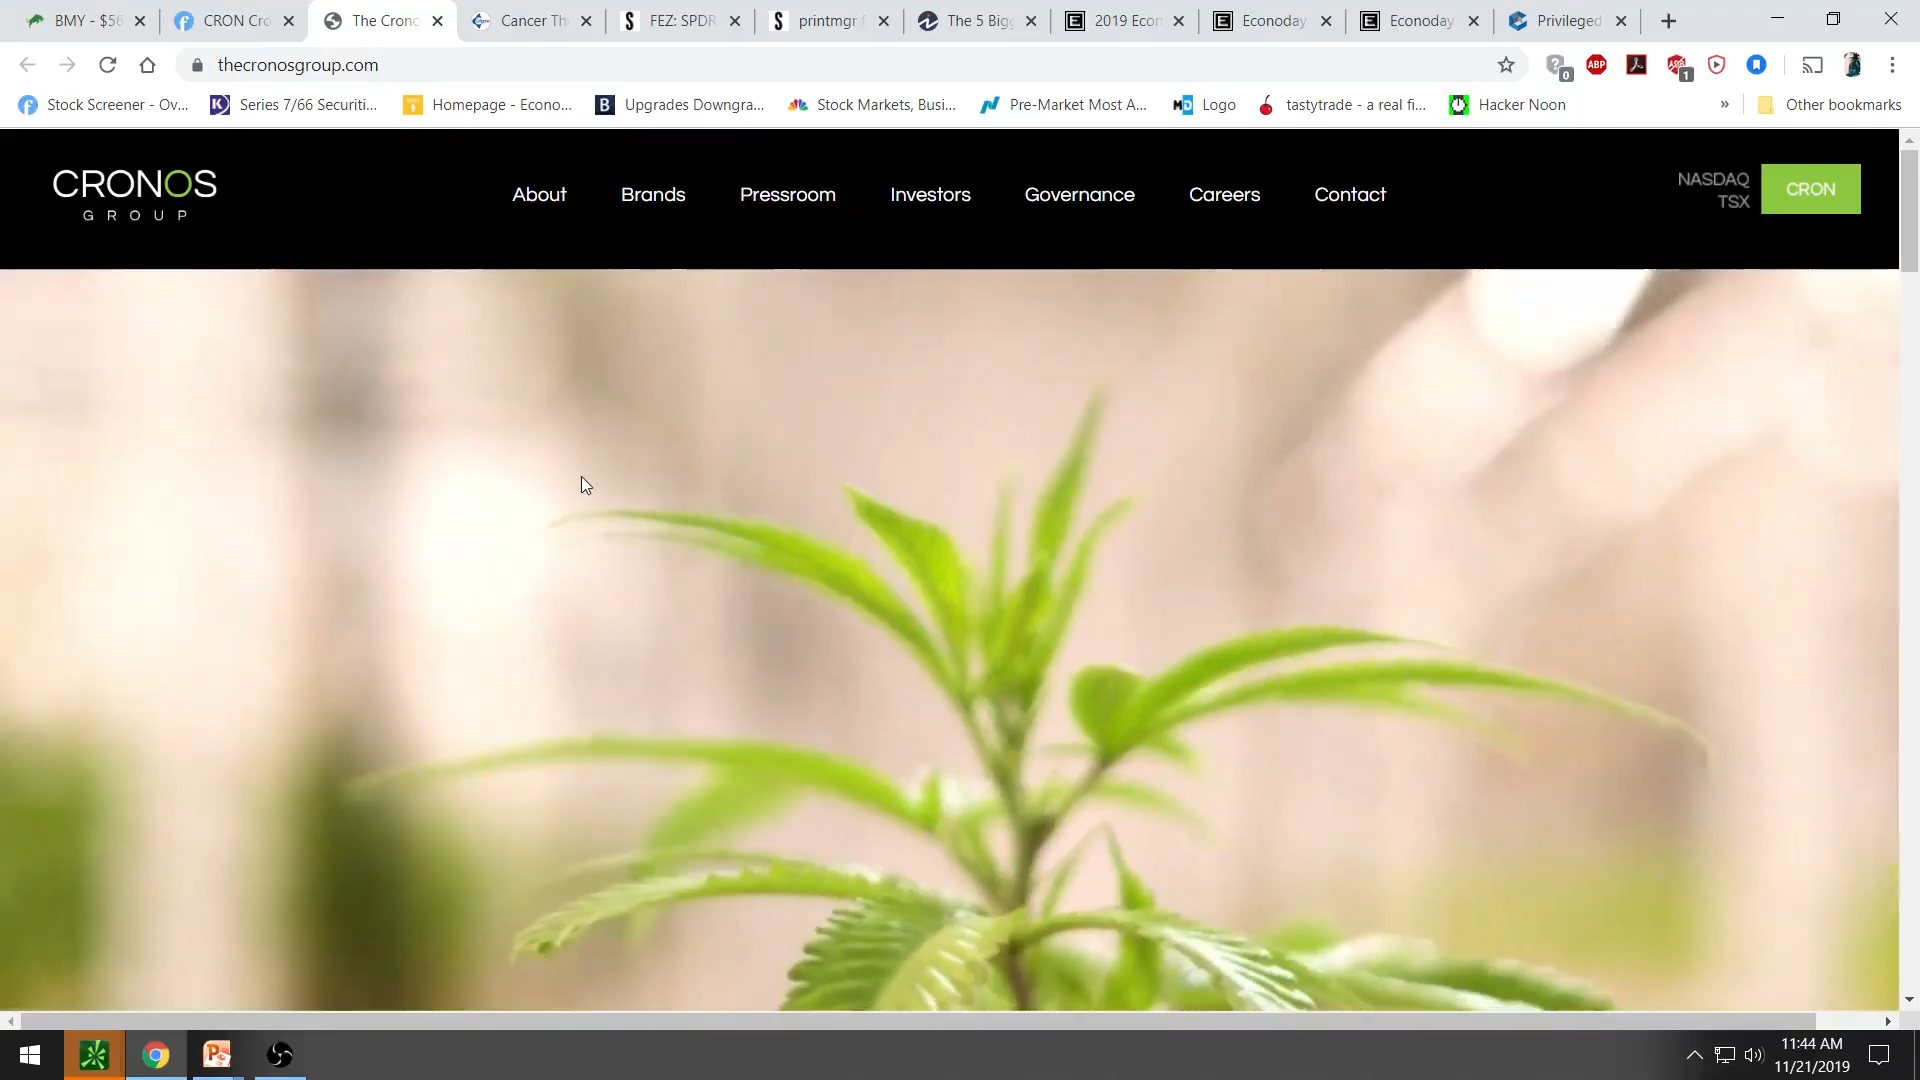 BMY - $56
CRON Cro
The Cronc
Cancer Th
FEZ: SPDR
printmgr f
The 5 Bigg
2019 Econ
Econoday
Econoday
Privileged
thecronosgroup.com
ABP
0
1
Stock Screener - Ov...
Series 7/66 Securiti...
Homepage - Econo...
Upgrades Downgra...
Stock Markets, Busi...
Pre-Market Most A...
Logo
tastytrade - a real fi...
Hacker Noon
»
Other bookmarks
CRONOS
GROUP
About
Brands
Pressroom
Investors
Governance
Careers
Contact
NASDAQ
TSX
CRON
11:44 AM
11/21/2019